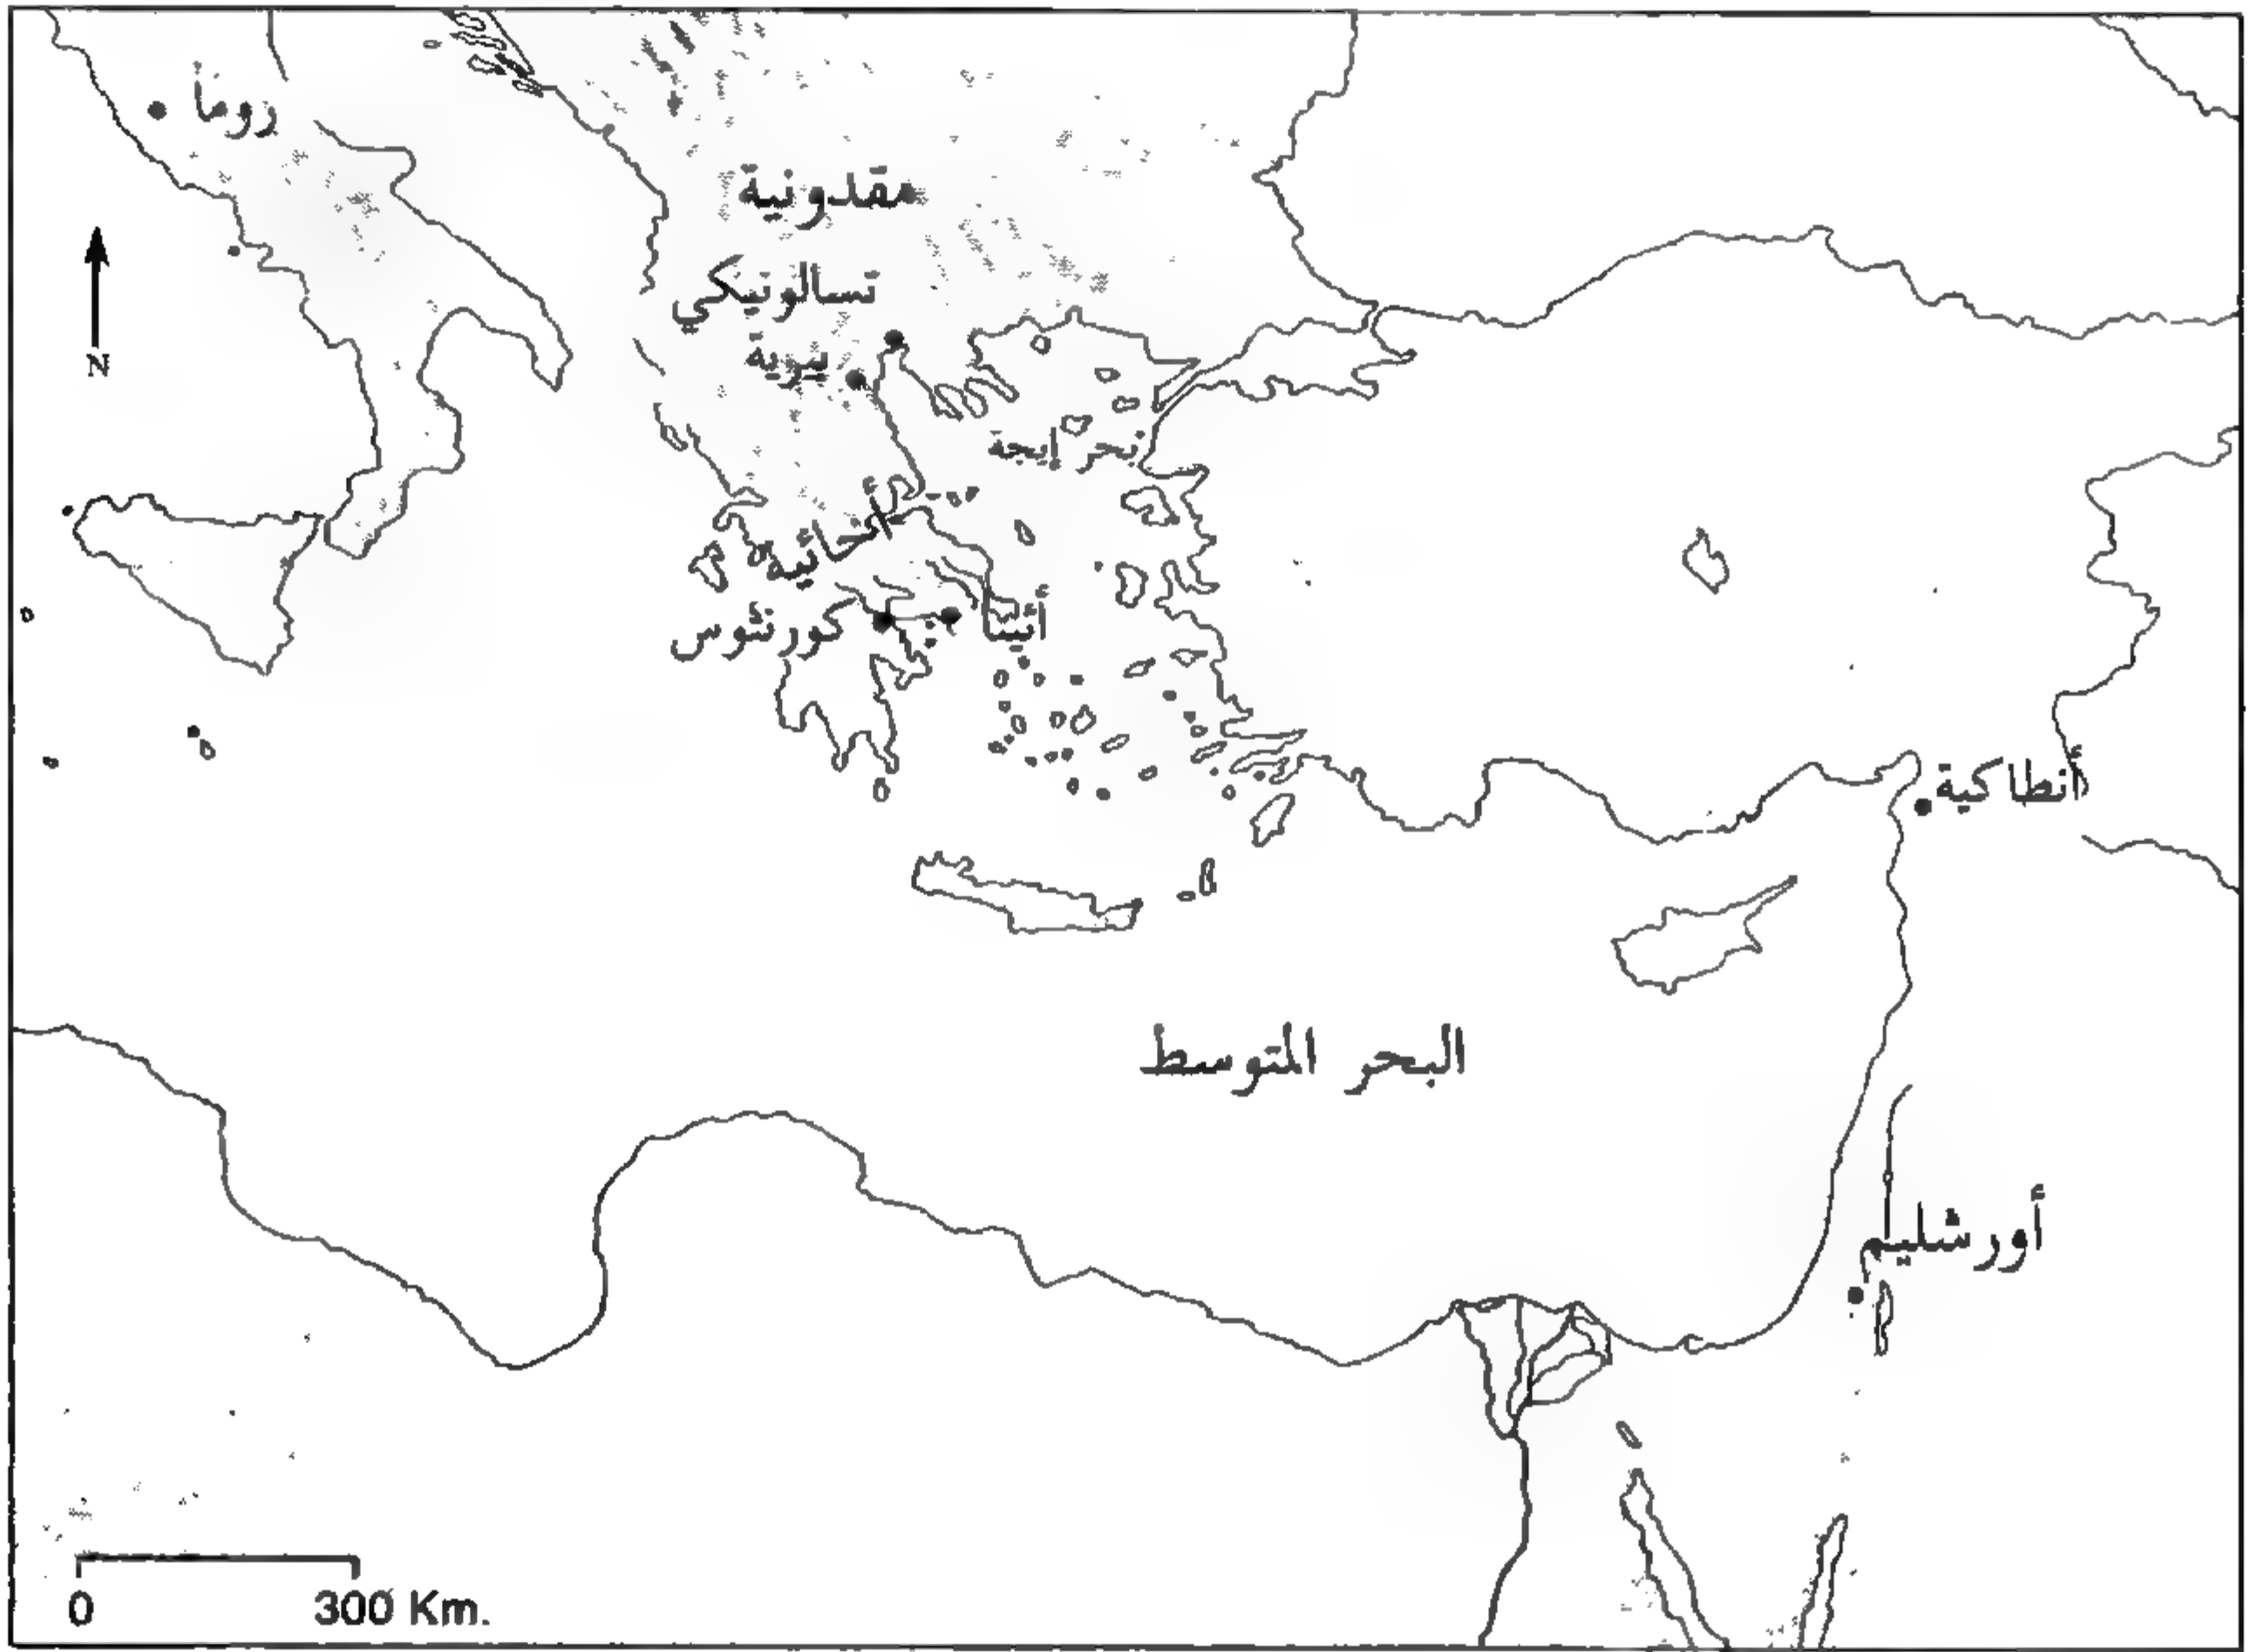 روما
مقدونية
تسالونيكي
بيرية
N
بحر إيجة
أخائية
أثينا
كورنثوس
أنطاكية
البحر المتوسط
أورشليم
0 300 Km.